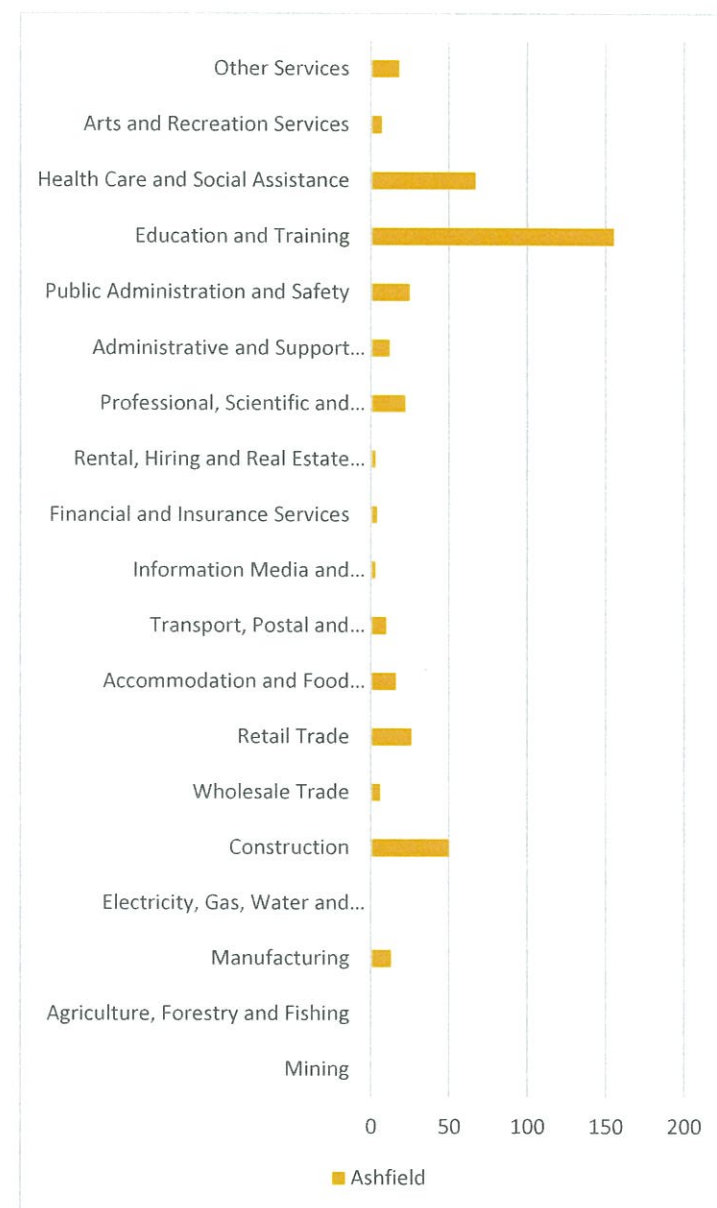 Other Services
Arts and Recreation Services
Health Care and Social Assistance
Education and Training
Public Administration and Safety
Administrative and Support...
Professional, Scientific and...
Rental, Hiring and Real Estate...
Financial and Insurance Services
Information Media and...
Transport, Postal and...
Accommodation and Food...
Retail Trade
Wholesale Trade
Construction
Electricity, Gas, Water and...
Manufacturing
Agriculture, Forestry and Fishing
Mining
0 50 100 150 200
Ashfield